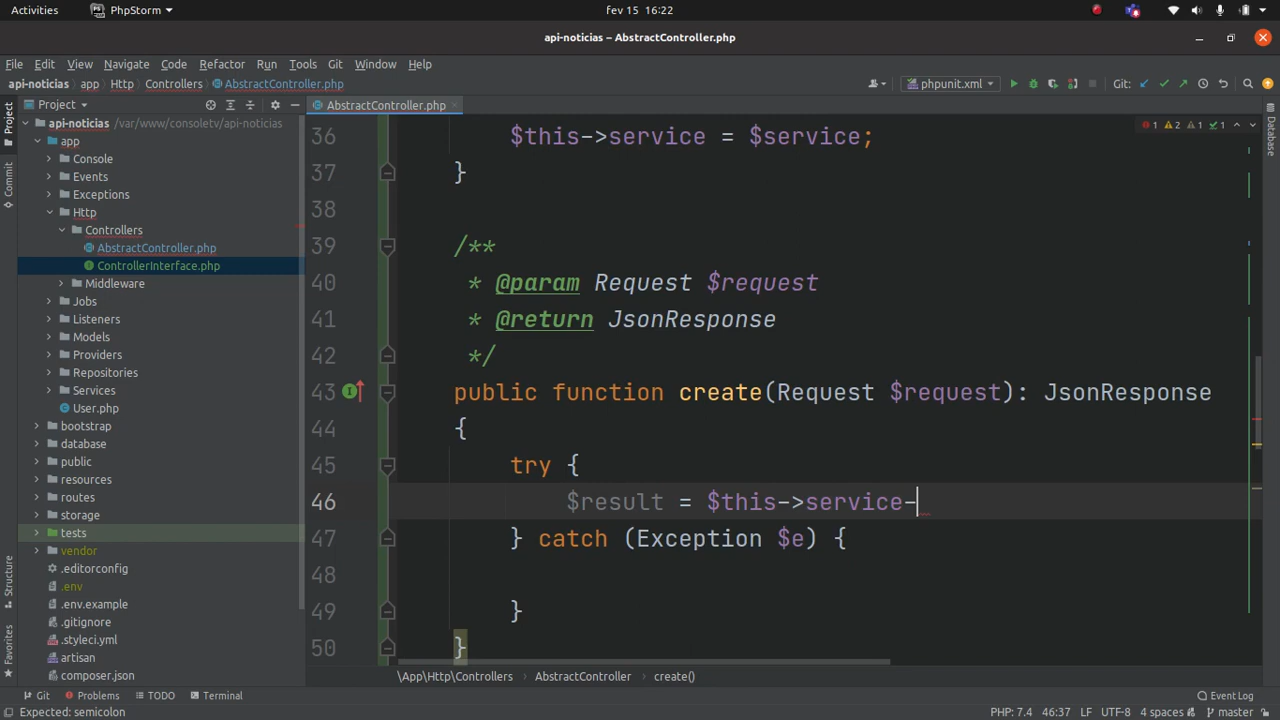 Activities PhpStorm fev 15 16:22
api-noticias – AbstractController.php
File Edit View Navigate Code Refactor Run Tools Git Window Help
api-noticias app Http Controllers AbstractController.php phpunit.xml Git:
Project
Commit
Structure
Favorites
Project
api-noticias /var/www/consoletv/api-noticias
app
Console
Events
Exceptions
Http
Controllers
AbstractController.php
ControllerInterface.php
Middleware
Jobs
Listeners
Models
Providers
Repositories
Services
User.php
bootstrap
database
public
resources
routes
storage
tests
vendor
.editorconfig
.env
.env.example
.gitignore
.styleci.yml
artisan
composer.json
AbstractController.php
1 2 1 1
36 $this->service = $service;
37 }
38
39 /**
40 * @param Request $request
41 * @return JsonResponse
42 */
43 public function create(Request $request): JsonResponse
44 {
45 try {
46 $result = $this->service-
47 } catch (Exception $e) {
48
49 }
50 }
\App\Http\Controllers AbstractController create()
Database
Git Problems TODO Terminal Event Log
Expected: semicolon PHP: 7.4 46:37 LF UTF-8 4 spaces master